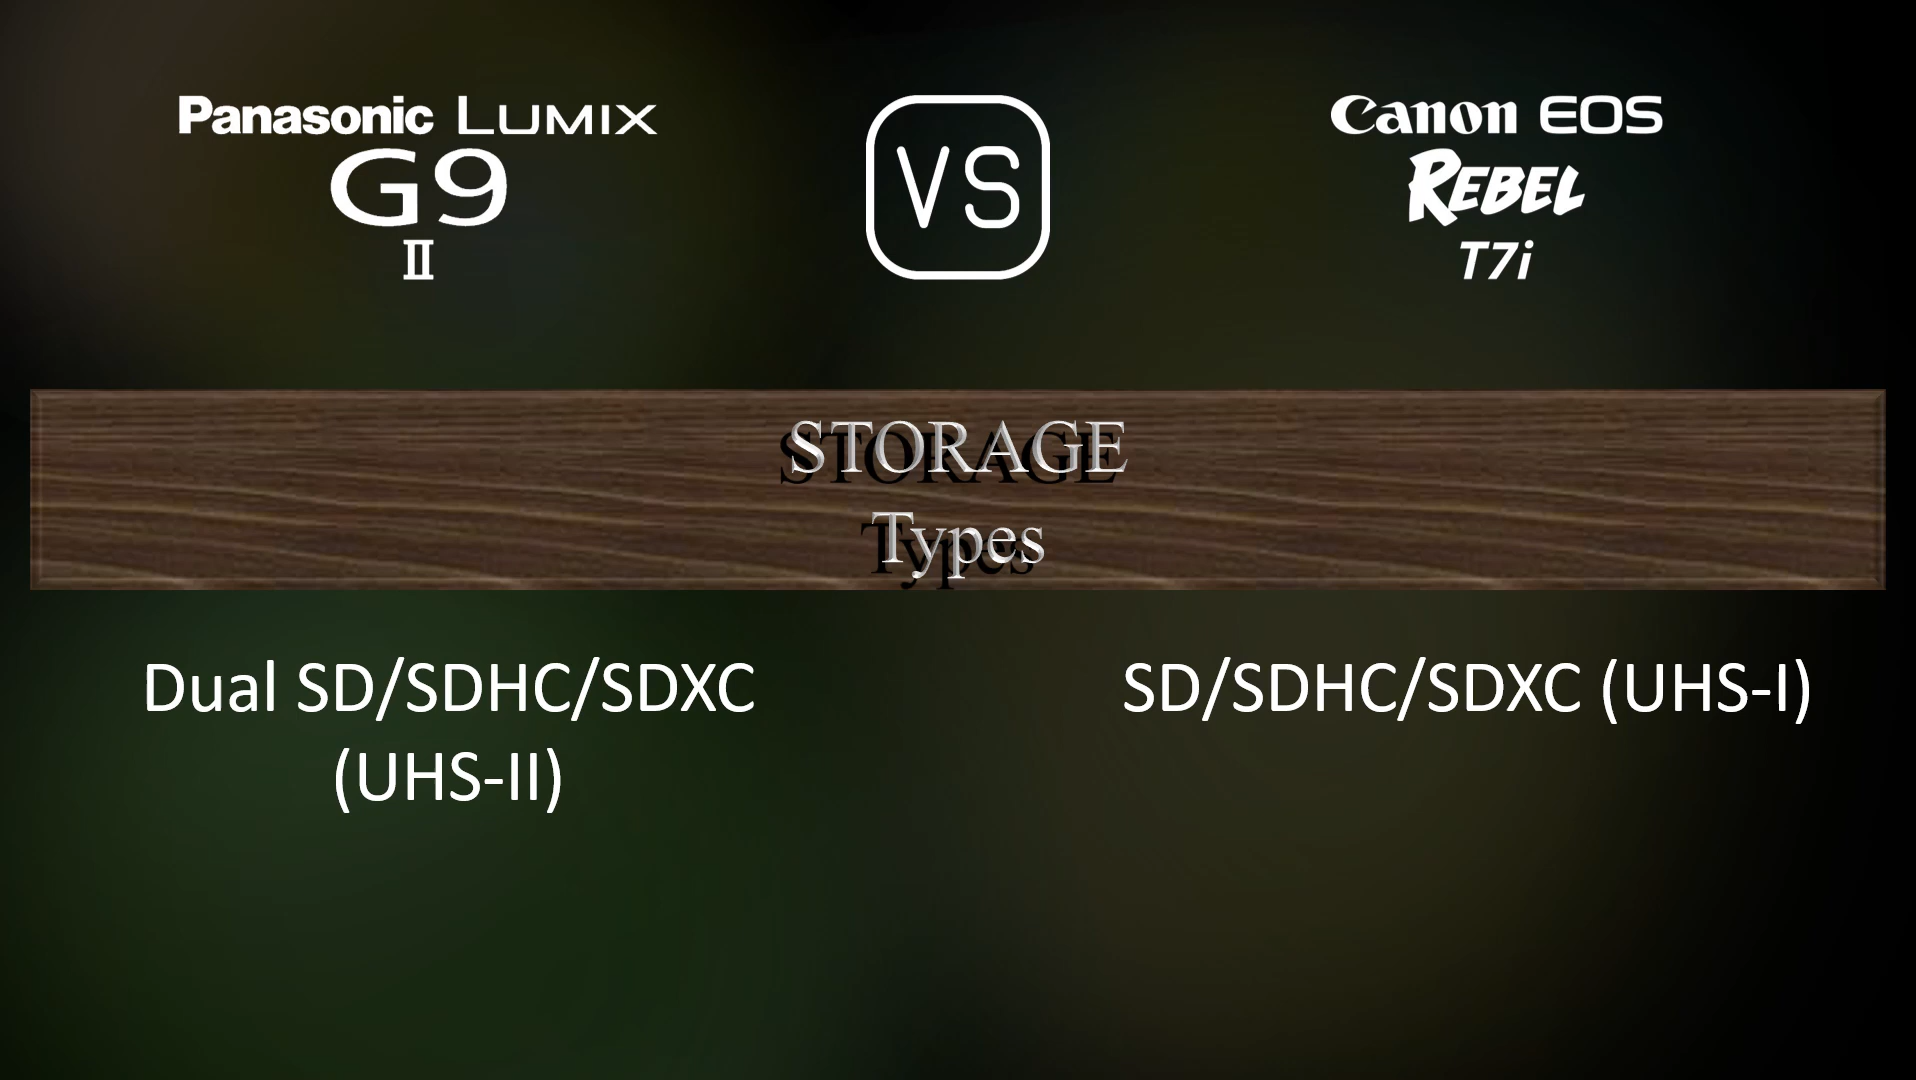 Panasonic LUMIX
G9
II
VS
Canon EOS
REBEL
T7i
STORAGE
Types
Dual SD/SDHC/SDXC
(UHS-II)
SD/SDHC/SDXC (UHS-I)